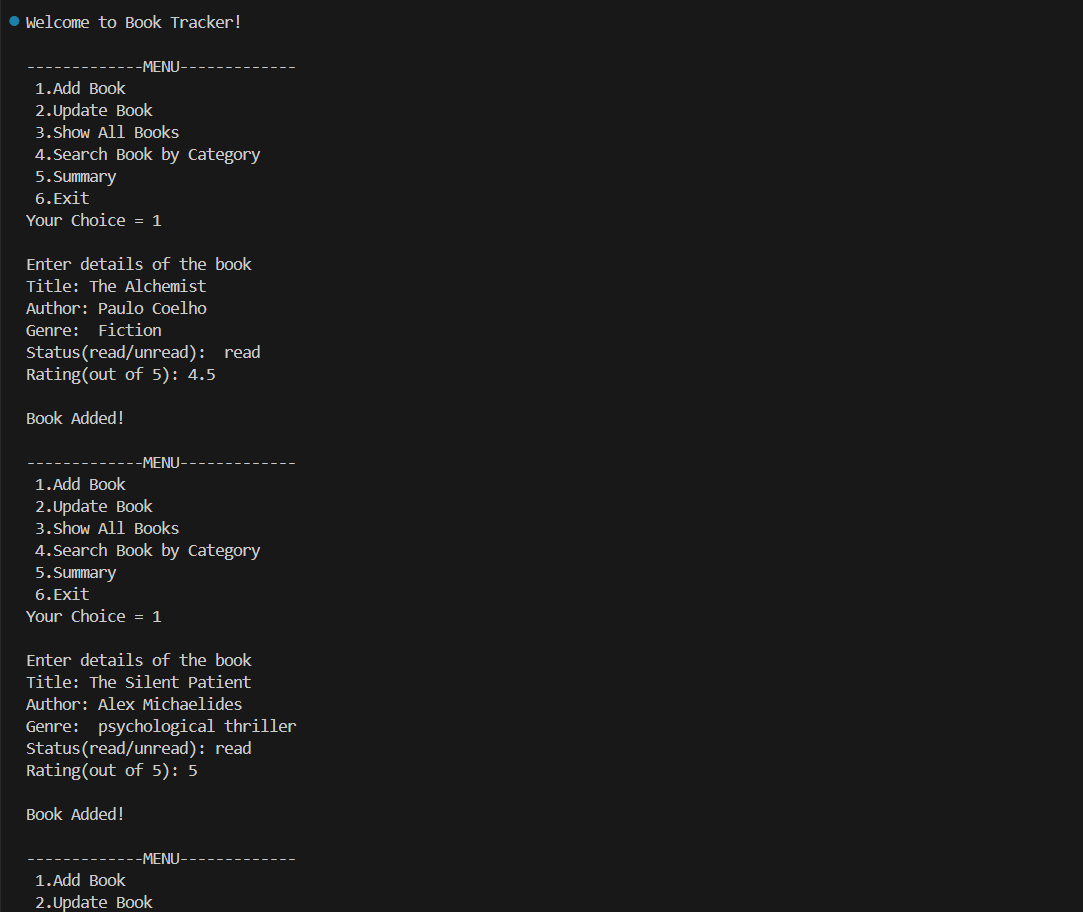 Welcome to Book Tracker!
-------------MENU-------------
1.Add Book
2.Update Book
3.Show All Books
4.Search Book by Category
5.Summary
6.Exit
Your Choice = 1
Enter details of the book
Title: The Alchemist
Author: Paulo Coelho
Genre:  Fiction
Status(read/unread):  read
Rating(out of 5): 4.5
Book Added!
-------------MENU-------------
1.Add Book
2.Update Book
3.Show All Books
4.Search Book by Category
5.Summary
6.Exit
Your Choice = 1
Enter details of the book
Title: The Silent Patient
Author: Alex Michaelides
Genre:  psychological thriller
Status(read/unread): read
Rating(out of 5): 5
Book Added!
-------------MENU-------------
1.Add Book
2.Update Book